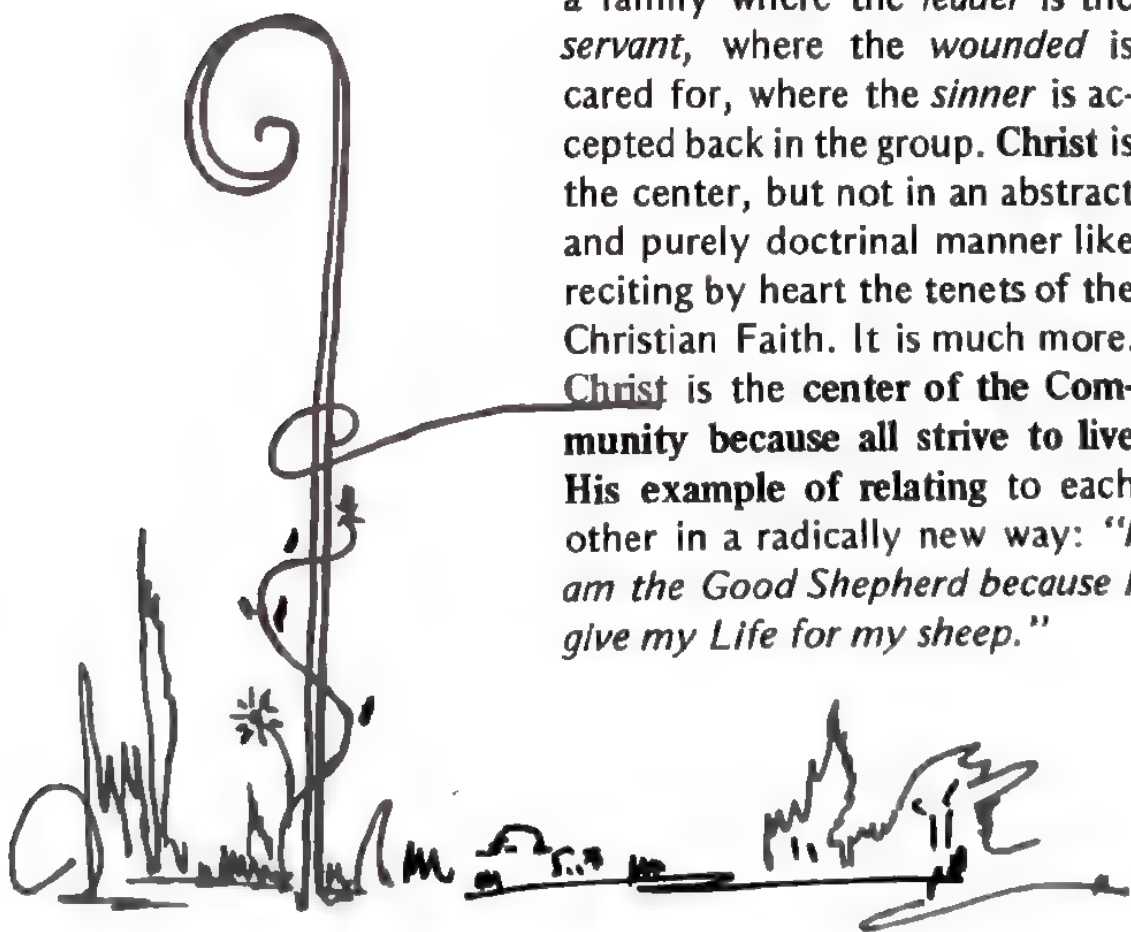 a family where the leader is the
servant, where the wounded is
cared for, where the sinner is ac-
cepted back in the group. Christ is
the center, but not in an abstract
and purely doctrinal manner like
reciting by heart the tenets of the
Christian Faith. It is much more.
Christ is the center of the Com-
munity because all strive to live
His example of relating to each
other in a radically new way: “I
am the Good Shepherd because I
give my Life for my sheep.”